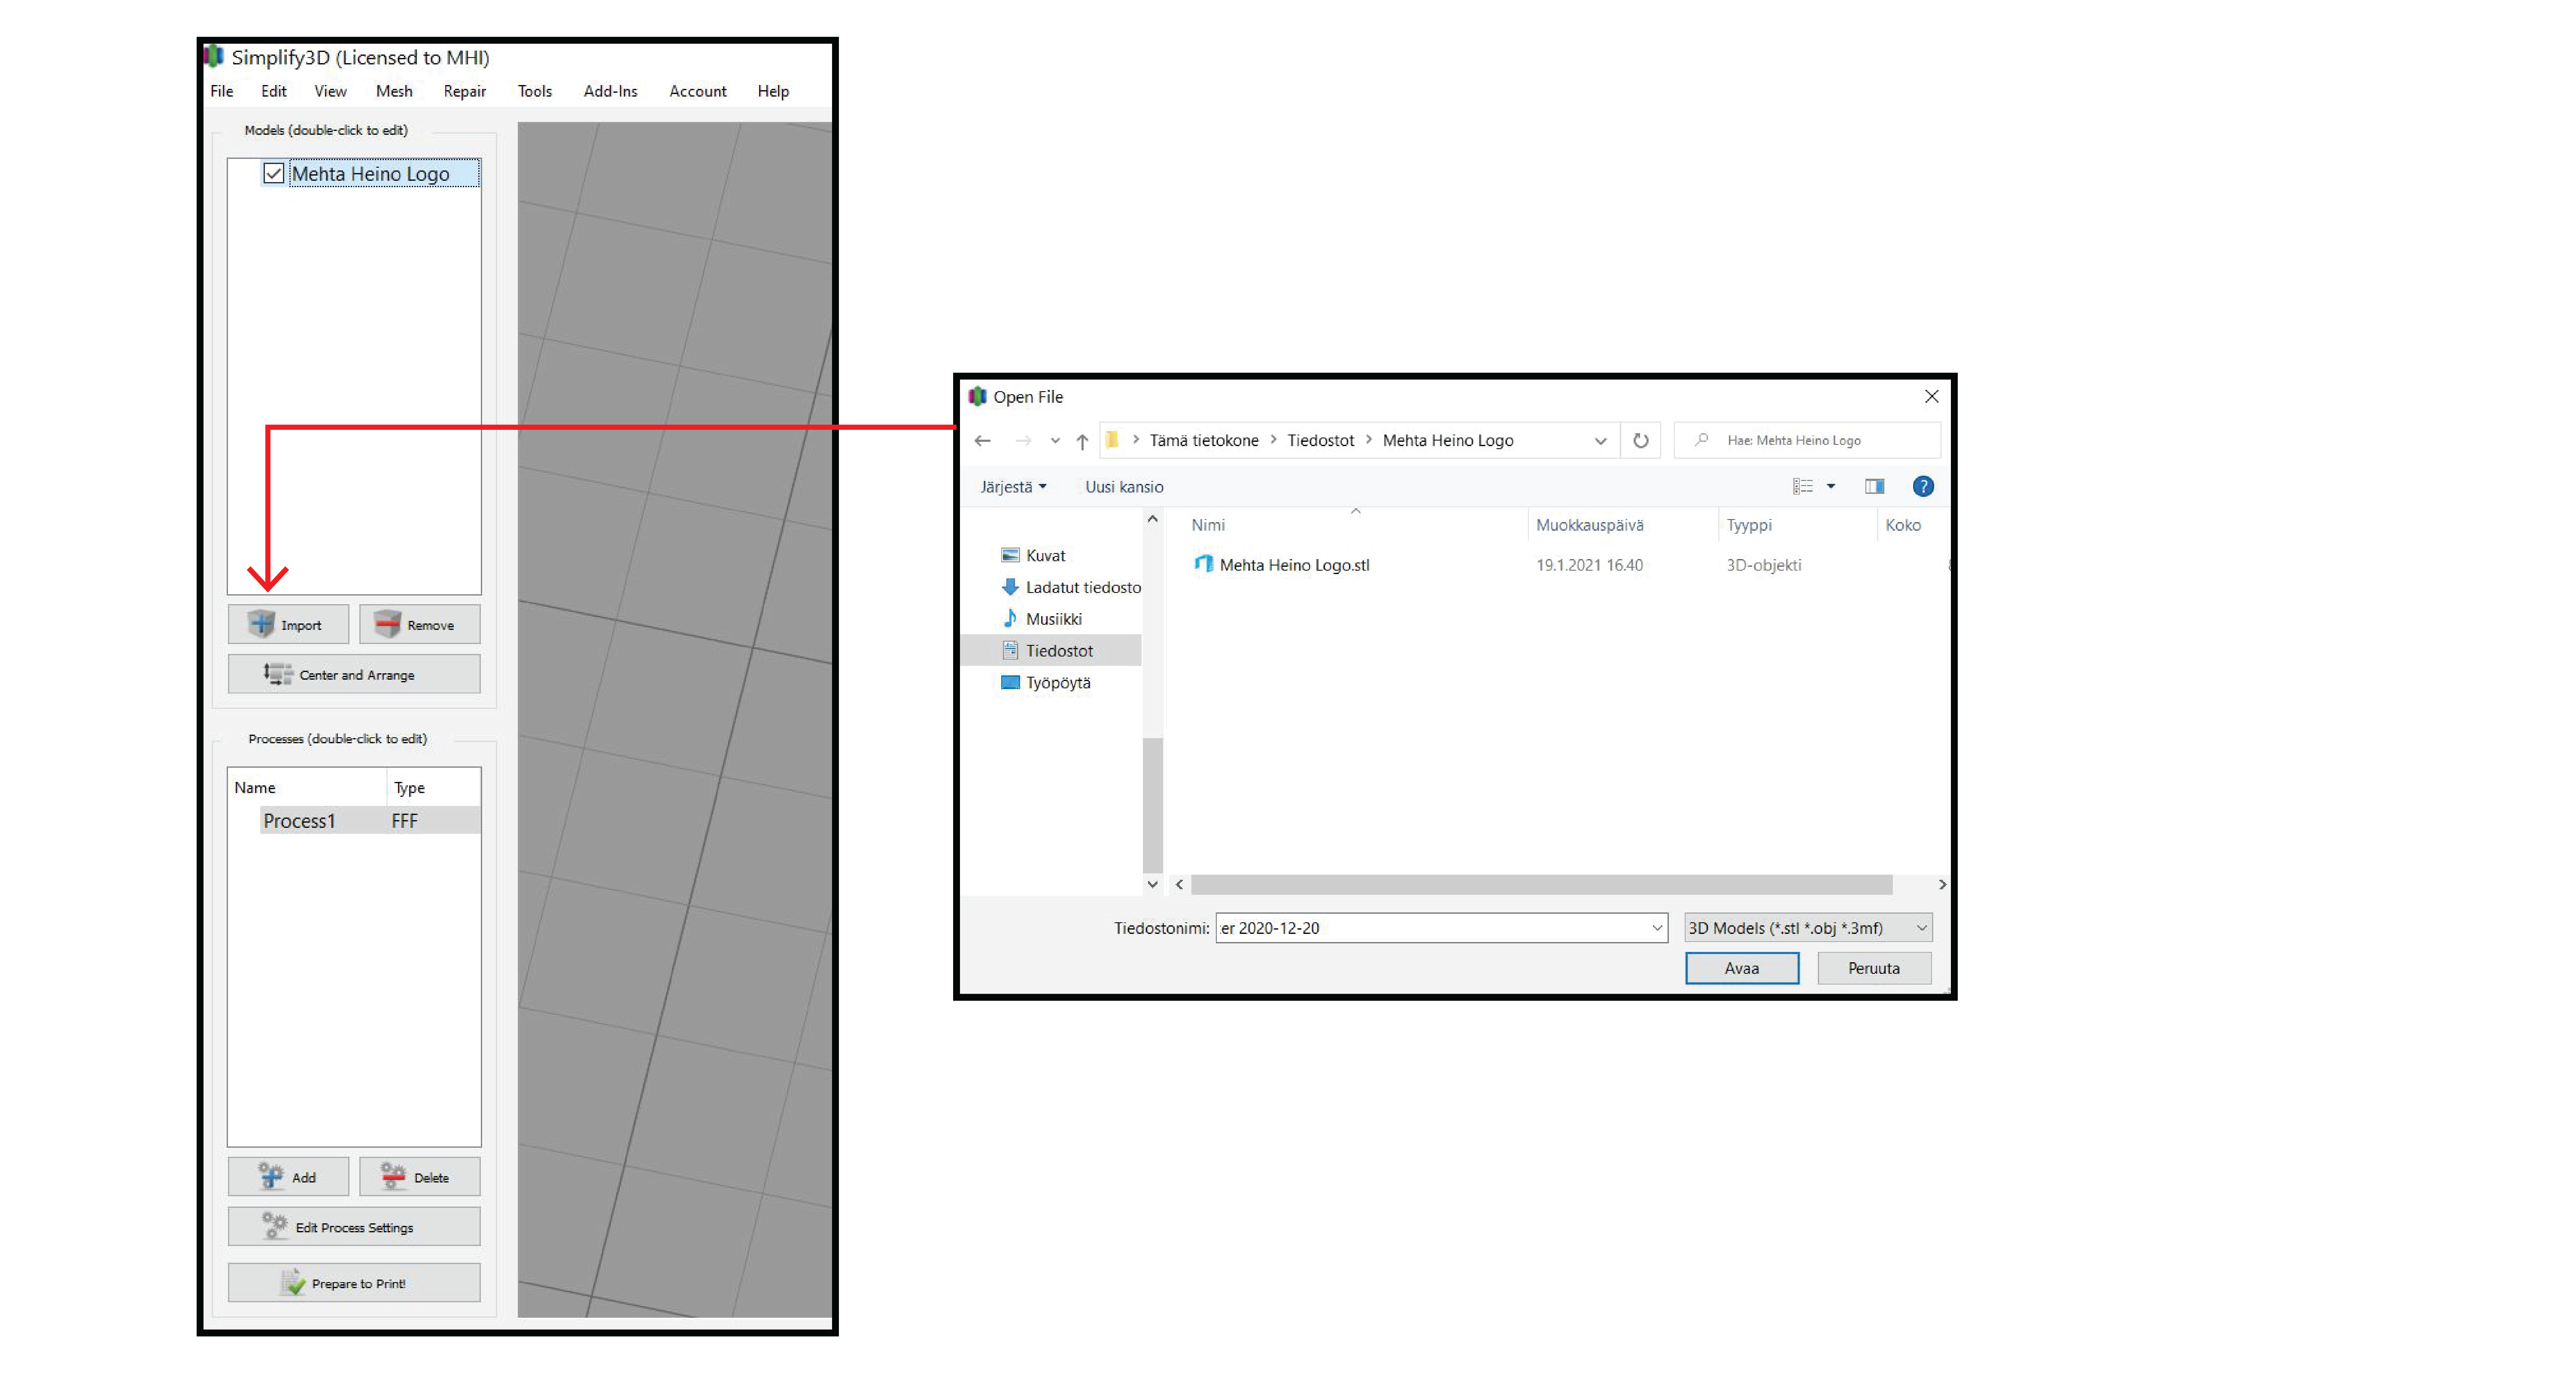 Simplify3D (Licensed to MHI)
File Edit View Mesh Repair Tools Add-Ins Account Help
Models (double-click to edit)
Mehta Heino Logo
Import Remove
Center and Arrange
Processes (double-click to edit)
Name Type
Process1 FFF
Add Delete
Edit Process Settings
Prepare to Print!
Open File
Tämä tietokone > Tiedostot > Mehta Heino Logo
Hae: Mehta Heino Logo
Järjestä Uusi kansio
?
Nimi Muokkauspäivä Tyyppi Koko
Mehta Heino Logo.stl 19.1.2021 16.40 3D-objekti
Kuvat
Ladatut tiedosto
Musiikki
Tiedostot
Työpöytä
Tiedostonimi: er 2020-12-20 3D Models (*.stl *.obj *.3mf)
Avaa Peruuta